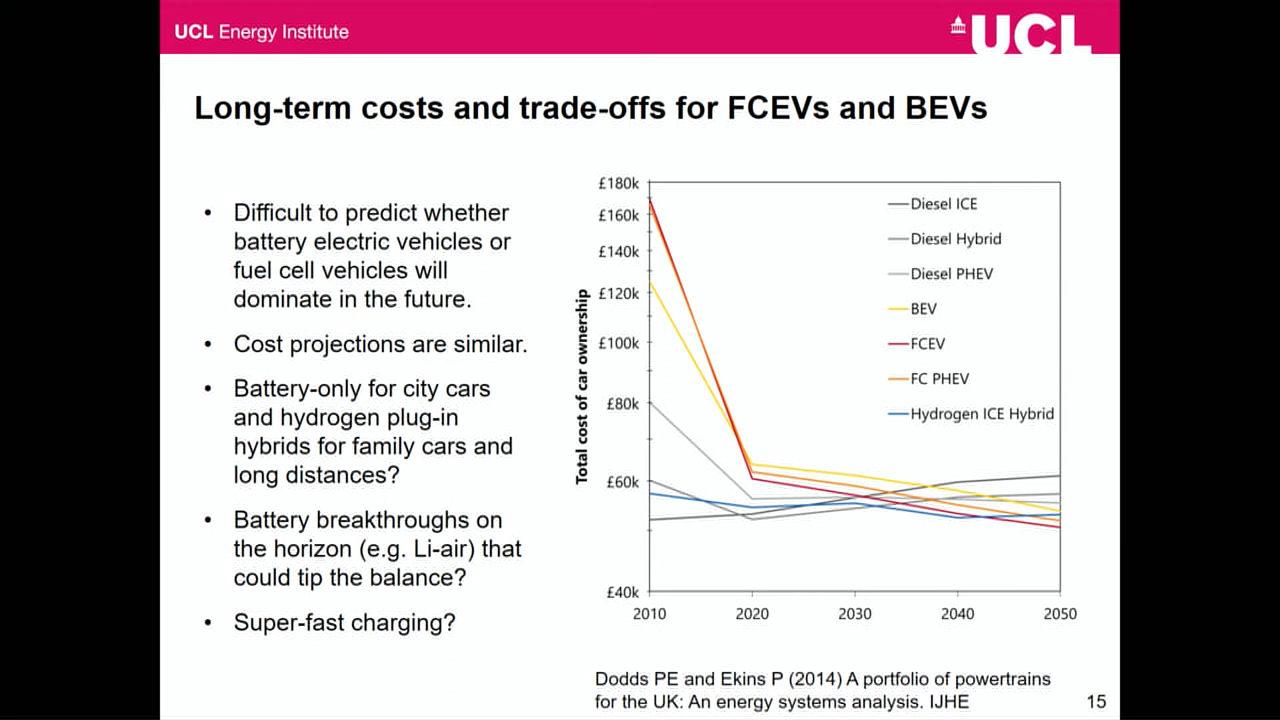 UCL Energy Institute
UCL
Long-term costs and trade-offs for FCEVs and BEVs
• Difficult to predict whether
battery electric vehicles or
fuel cell vehicles will
dominate in the future.
• Cost projections are similar.
• Battery-only for city cars
and hydrogen plug-in
hybrids for family cars and
long distances?
• Battery breakthroughs on
the horizon (e.g. Li-air) that
could tip the balance?
• Super-fast charging?
Total cost of car ownership
£180k
£160k
£140k
£120k
£100k
£80k
£60k
£40k
2010 2020 2030 2040 2050
Diesel ICE
Diesel Hybrid
Diesel PHEV
BEV
FCEV
FC PHEV
Hydrogen ICE Hybrid
Dodds PE and Ekins P (2014) A portfolio of powertrains
for the UK: An energy systems analysis. IJHE
15